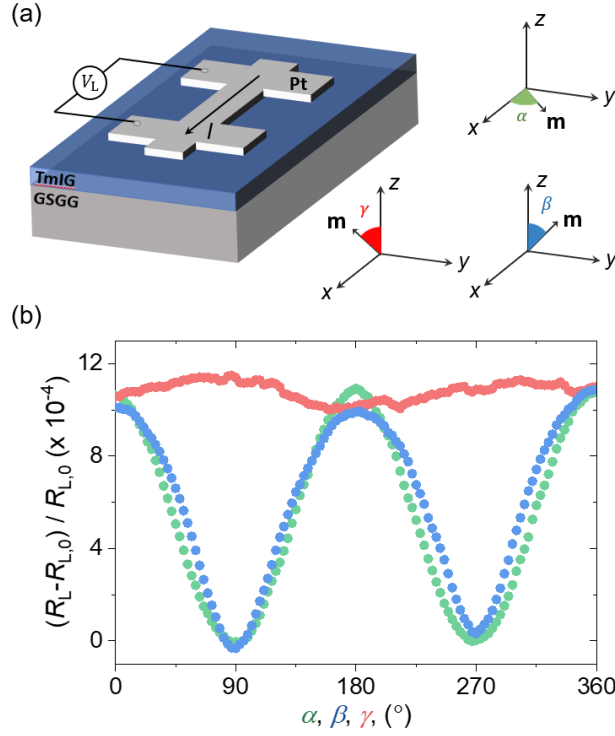 (a)
V_L
Pt
I
TmIG
GSGG
z
y
x
α
m
z
γ
m
y
x
z
β
m
y
x
(b)
(R_L-R_L,0) / R_L,0 (x 10^-4)
12
8
4
0
0 90 180 270 360
α, β, γ, (°)